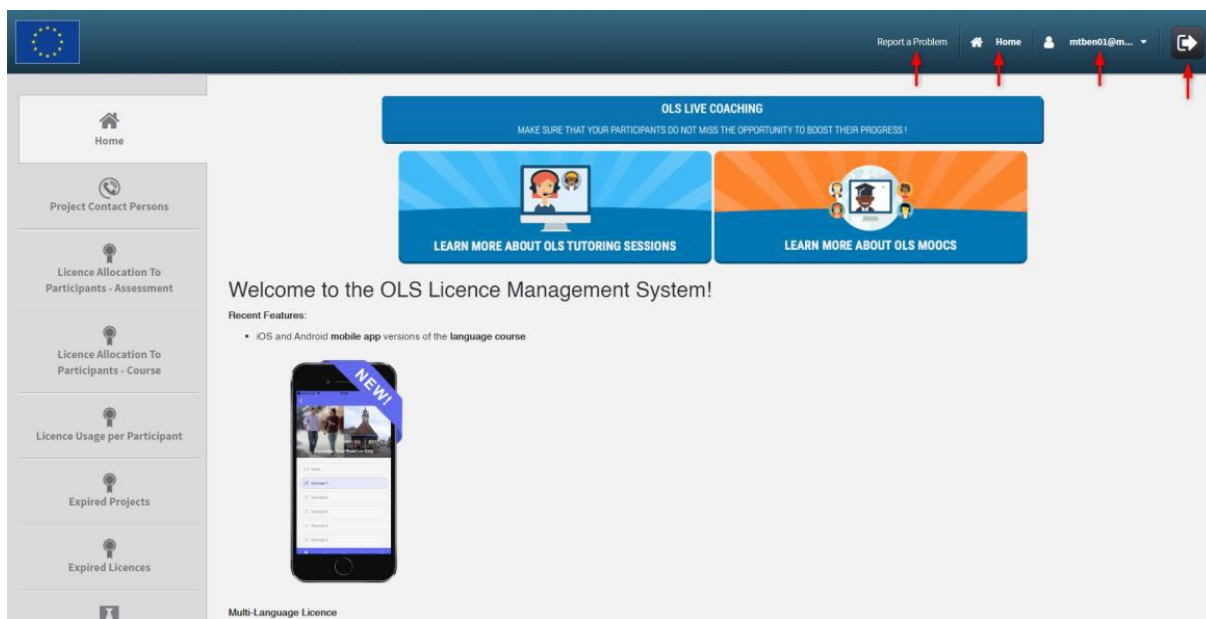 Report a Problem
Home
mtben01@m...
Home
Project Contact Persons
Licence Allocation To
Participants - Assessment
Licence Allocation To
Participants - Course
Licence Usage per Participant
Expired Projects
Expired Licences
OLS LIVE COACHING
MAKE SURE THAT YOUR PARTICIPANTS DO NOT MISS THE OPPORTUNITY TO BOOST THEIR PROGRESS !
LEARN MORE ABOUT OLS TUTORING SESSIONS
LEARN MORE ABOUT OLS MOOCS
Welcome to the OLS Licence Management System!
Recent Features:
• iOS and Android mobile app versions of the language course
NEW!
Multi-Language Licence